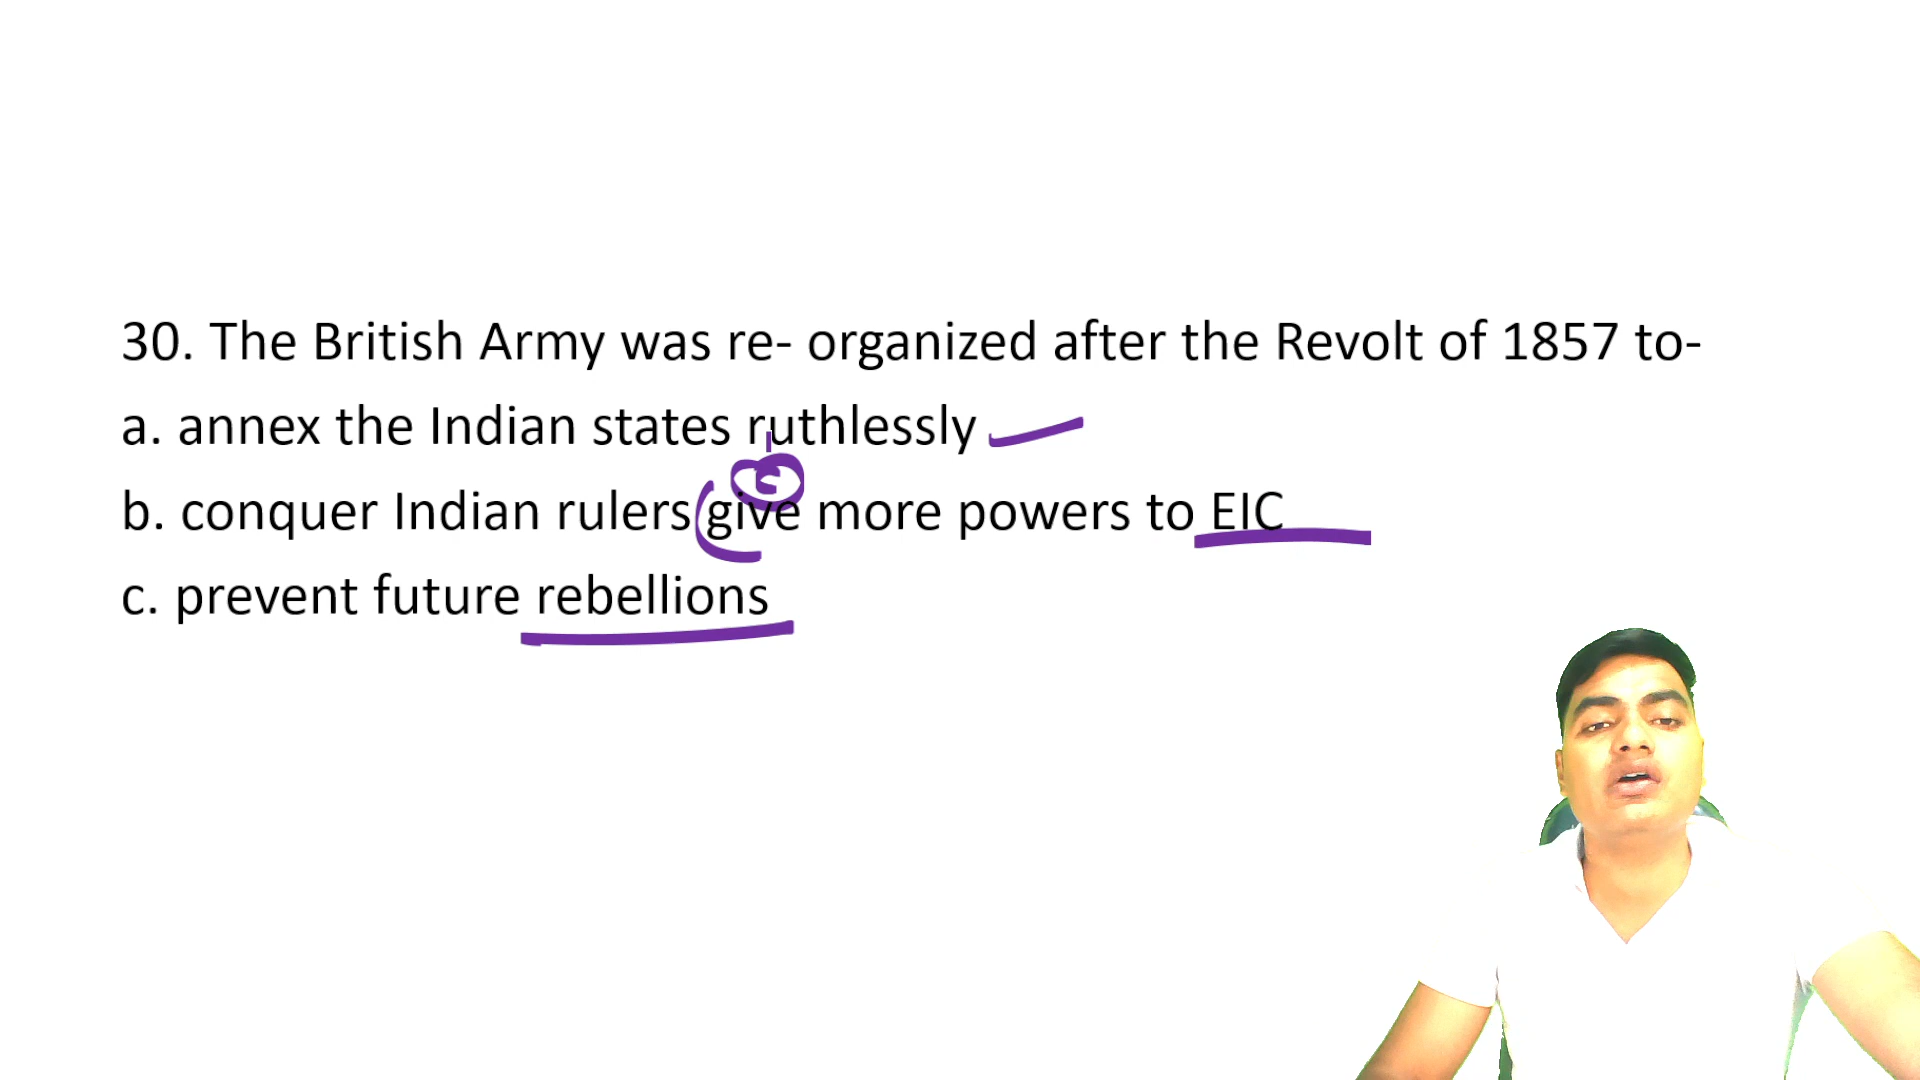 30. The British Army was re- organized after the Revolt of 1857 to-
a. annex the Indian states ruthlessly
b. conquer Indian rulers give more powers to EIC
c. prevent future rebellions